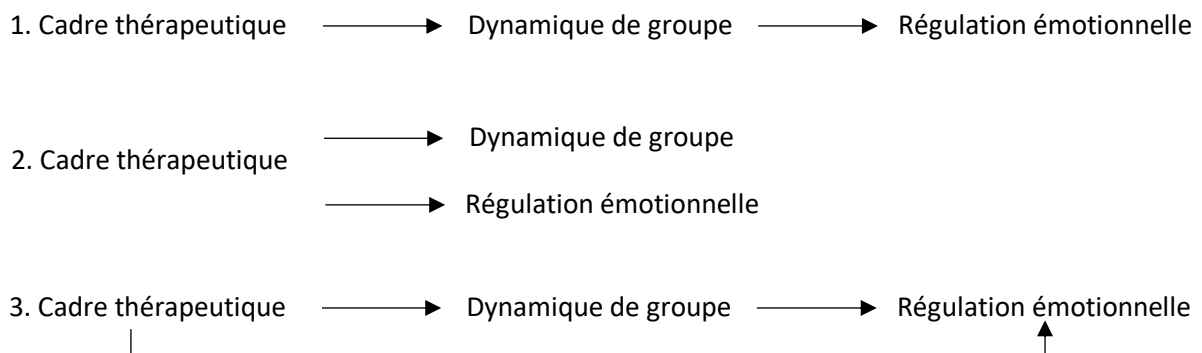 1. Cadre thérapeutique Dynamique de groupe Régulation émotionnelle
Dynamique de groupe
2. Cadre thérapeutique
Régulation émotionnelle
3. Cadre thérapeutique Dynamique de groupe Régulation émotionnelle